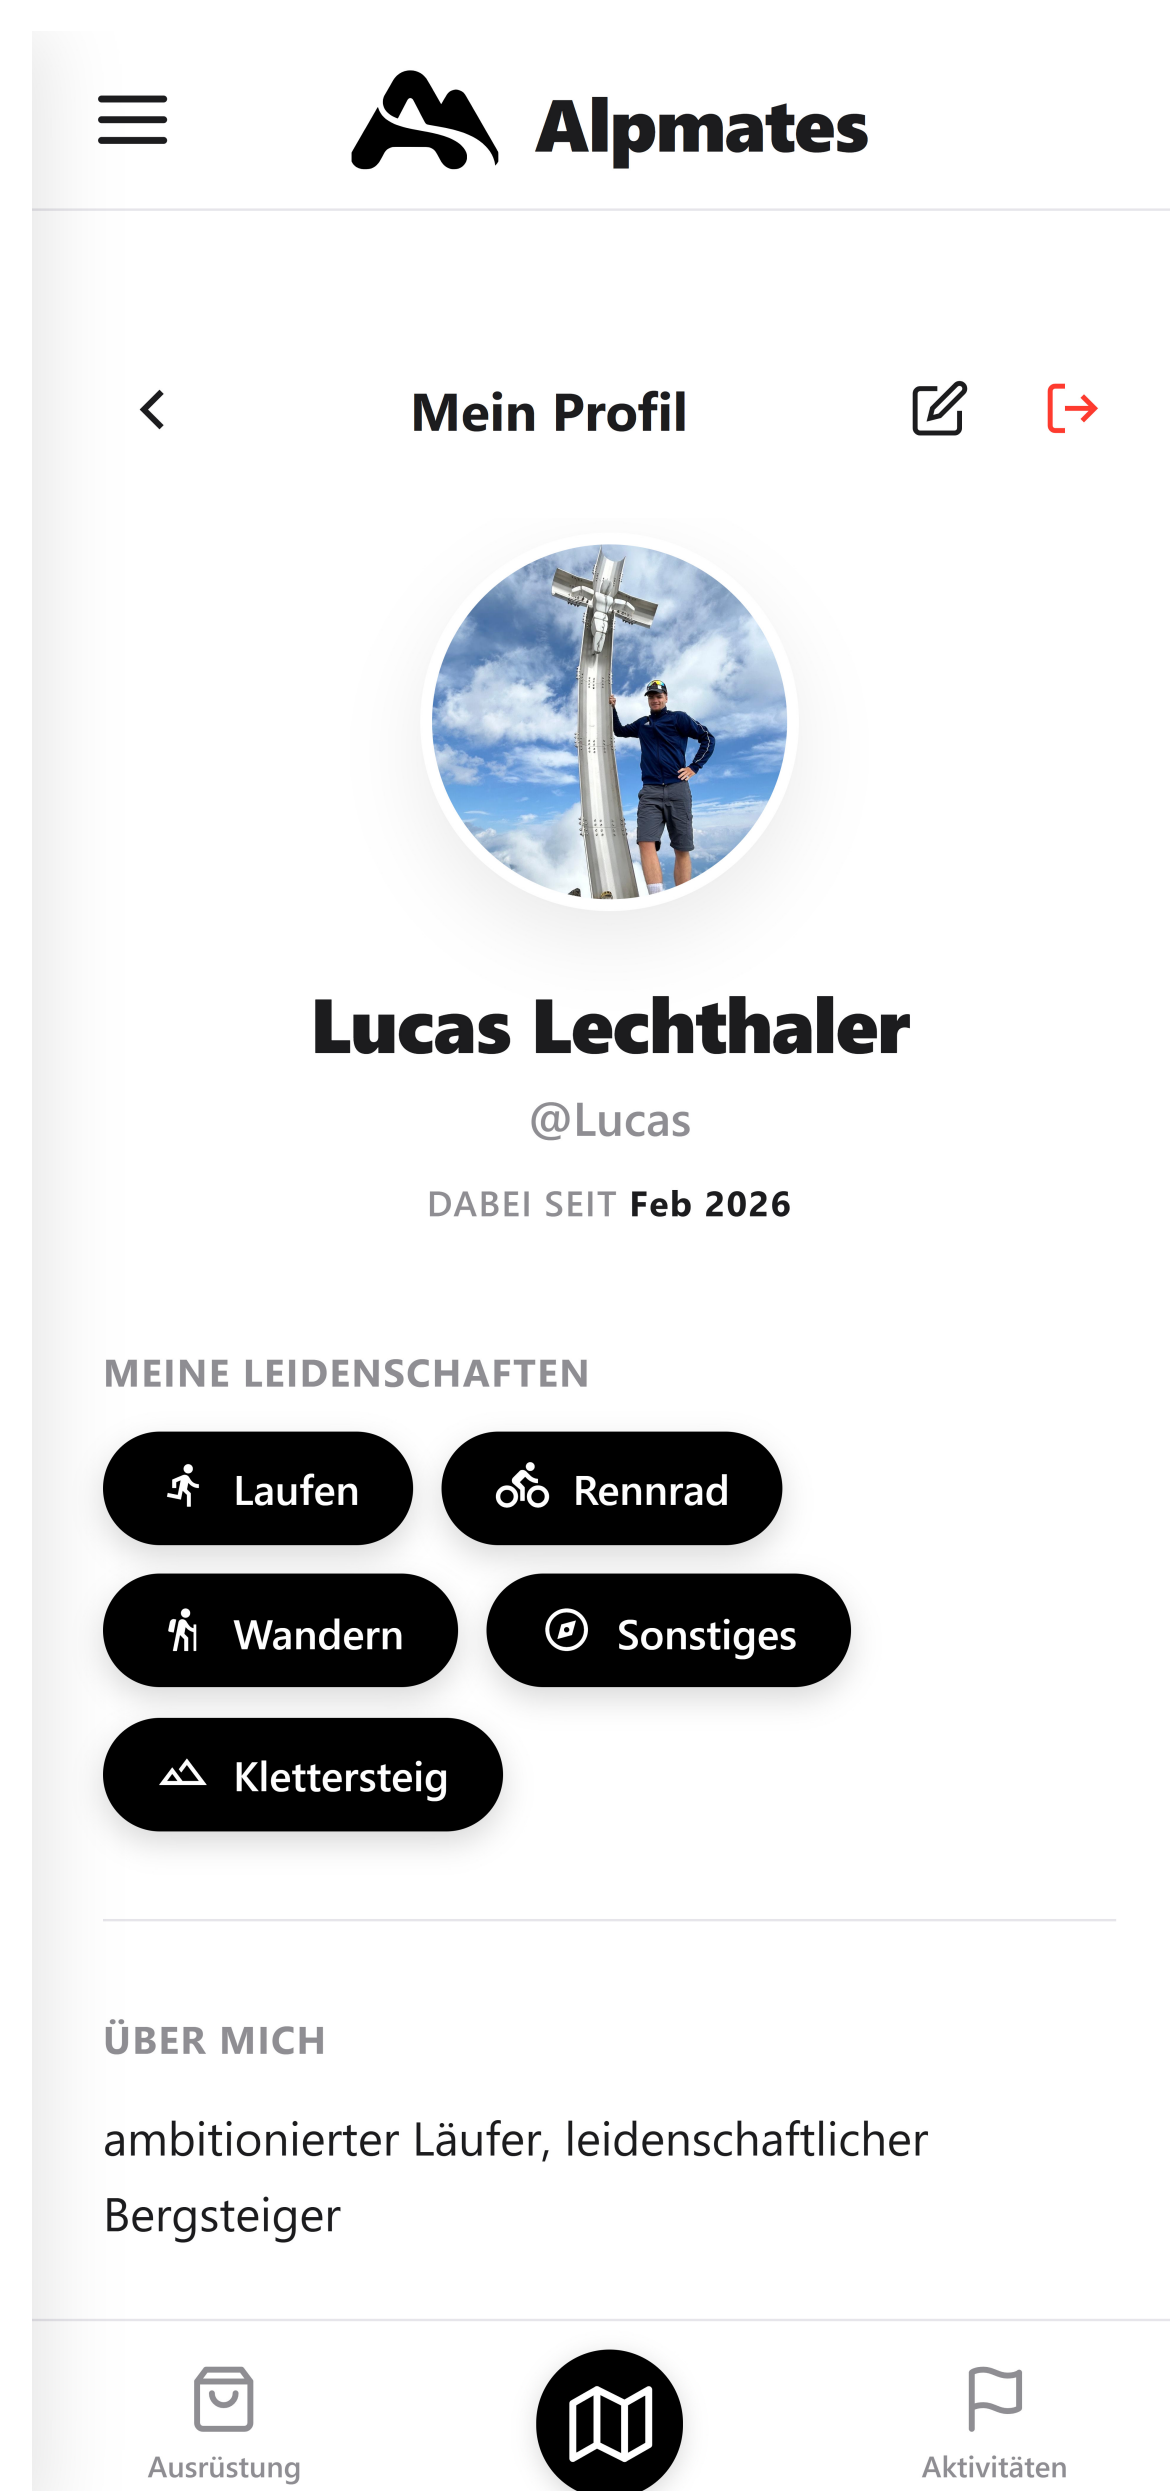 Alpmates
Mein Profil
Lucas Lechthaler
@Lucas
DABEI SEIT Feb 2026
MEINE LEIDENSCHAFTEN
Laufen
Rennrad
Wandern
Sonstiges
Klettersteig
ÜBER MICH
ambitionierter Läufer, leidenschaftlicher
Bergsteiger
Ausrüstung
Aktivitäten